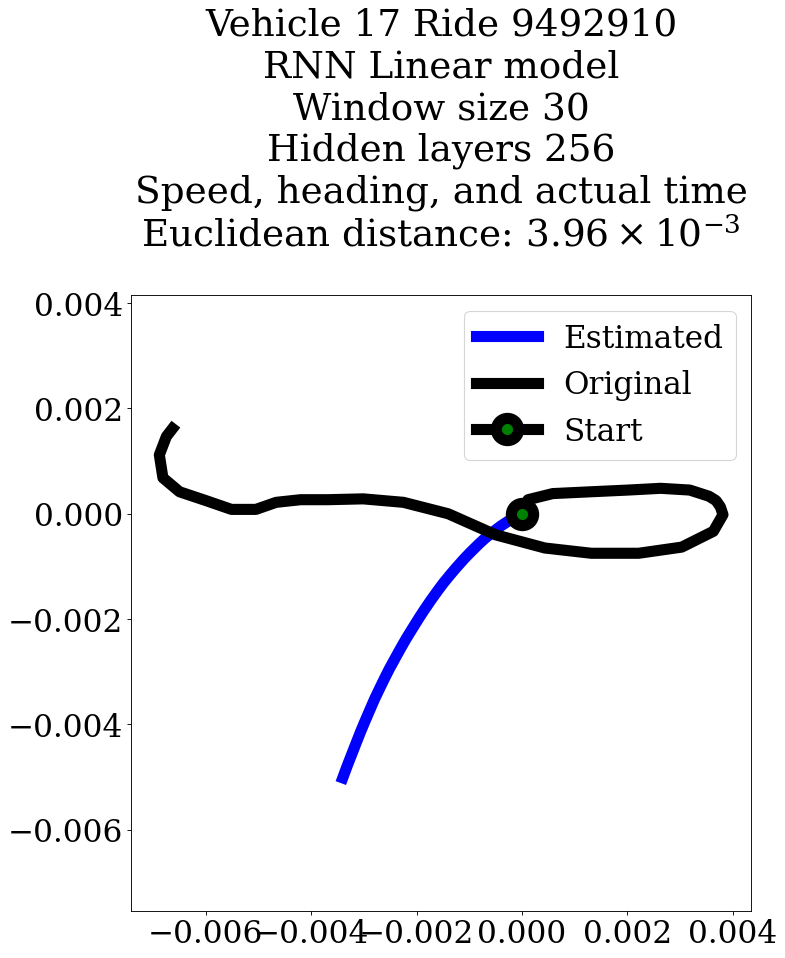 Vehicle 17 Ride 9492910
RNN Linear model
Window size 30
Hidden layers 256
Speed, heading, and actual time
Euclidean distance: 3.96 × 10⁻³
Estimated
Original
Start
0.004
0.002
0.000
−0.002
−0.004
−0.006
−0.006 −0.004 −0.002 0.000 0.002 0.004